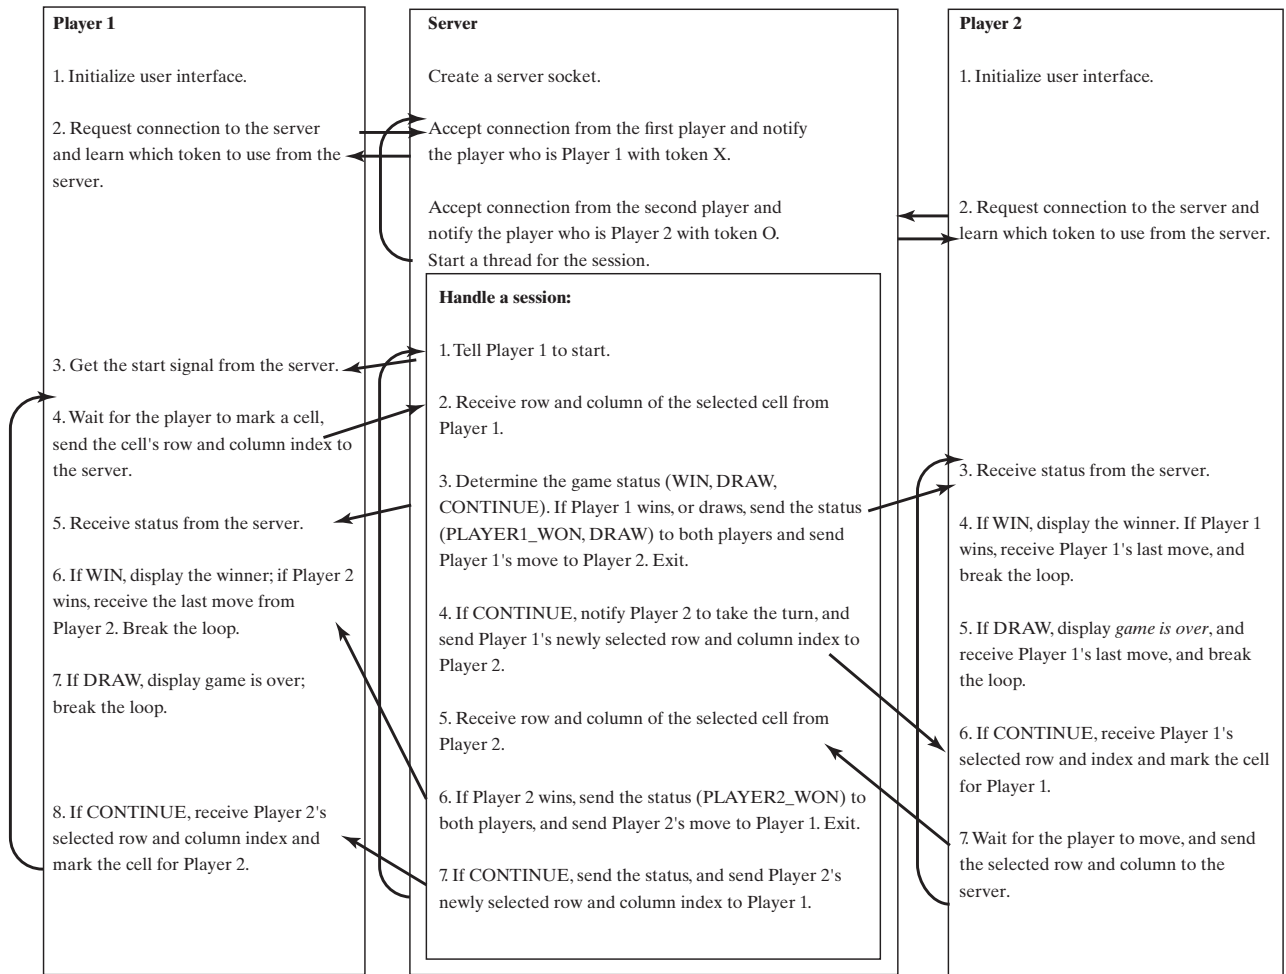 Player 1
1. Initialize user interface.
2. Request connection to the server
and learn which token to use from the
server.
3. Get the start signal from the server.
4. Wait for the player to mark a cell,
send the cell's row and column index to
the server.
5. Receive status from the server.
6. If WIN, display the winner; if Player 2
wins, receive the last move from
Player 2. Break the loop.
7. If DRAW, display game is over;
break the loop.
8. If CONTINUE, receive Player 2's
selected row and column index and
mark the cell for Player 2.
Server
Create a server socket.
Accept connection from the first player and notify
the player who is Player 1 with token X.
Accept connection from the second player and
notify the player who is Player 2 with token O.
Start a thread for the session.
Handle a session:
1. Tell Player 1 to start.
2. Receive row and column of the selected cell from
Player 1.
3. Determine the game status (WIN, DRAW,
CONTINUE). If Player 1 wins, or draws, send the status
(PLAYER1_WON, DRAW) to both players and send
Player 1's move to Player 2. Exit.
4. If CONTINUE, notify Player 2 to take the turn, and
send Player 1's newly selected row and column index to
Player 2.
5. Receive row and column of the selected cell from
Player 2.
6. If Player 2 wins, send the status (PLAYER2_WON) to
both players, and send Player 2's move to Player 1. Exit.
7. If CONTINUE, send the status, and send Player 2's
newly selected row and column index to Player 1.
Player 2
1. Initialize user interface.
2. Request connection to the server and
learn which token to use from the server.
3. Receive status from the server.
4. If WIN, display the winner. If Player 1
wins, receive Player 1's last move, and
break the loop.
5. If DRAW, display game is over, and
receive Player 1's last move, and break
the loop.
6. If CONTINUE, receive Player 1's
selected row and index and mark the cell
for Player 1.
7. Wait for the player to move, and send
the selected row and column to the
server.